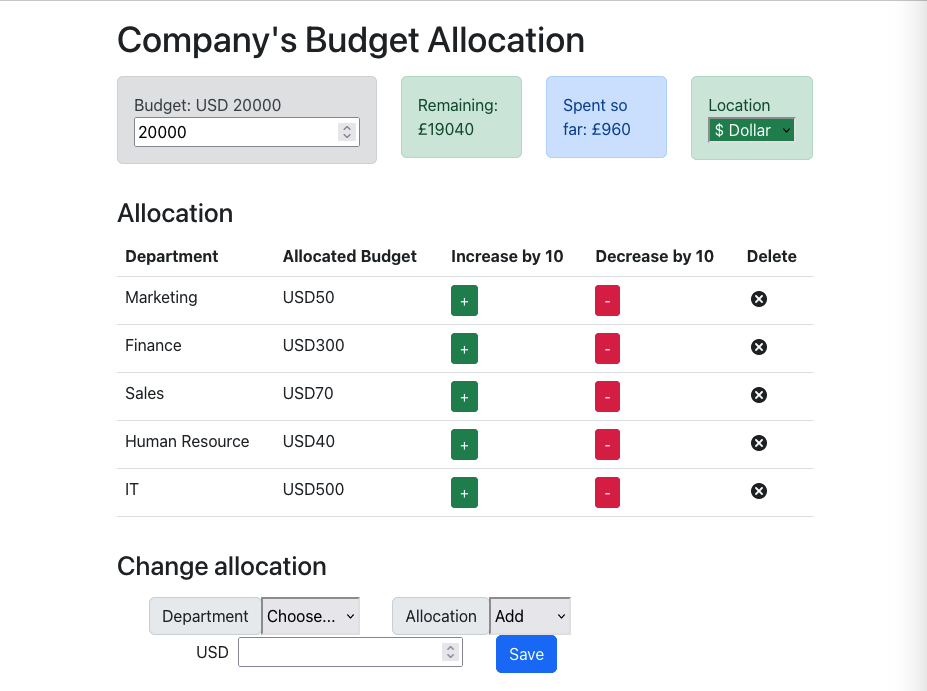 Company's Budget Allocation
Budget: USD 20000
20000
Remaining:
£19040
Spent so
far: £960
Location
$ Dollar
Allocation
Department Allocated Budget Increase by 10 Decrease by 10 Delete
Marketing USD50 + -
Finance USD300 + -
Sales USD70 + -
Human Resource USD40 + -
IT USD500 + -
Change allocation
Department Choose... Allocation Add
USD Save